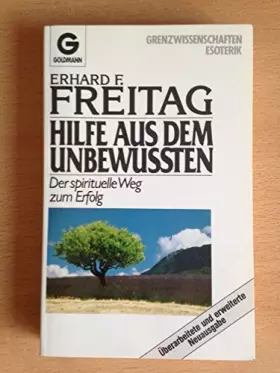 G
GOLDMANN
GRENZWISSENSCHAFTEN
ESOTERIK
ERHARD F.
FREITAG
HILFE AUS DEM
UNBEWUSSTEN
Der spirituelle Weg
zum Erfolg
Überarbeitete und erweiterte
Neuausgabe